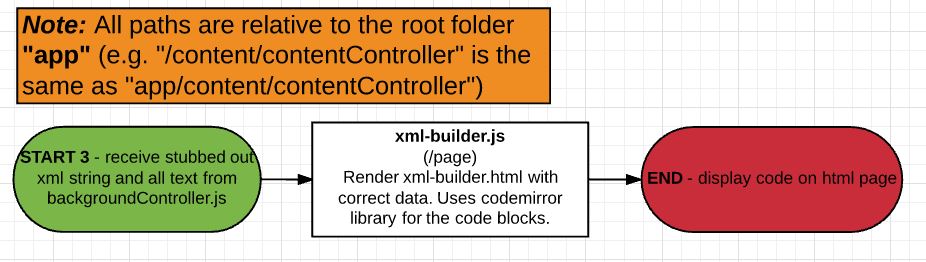 Note: All paths are relative to the root folder
"app" (e.g. "/content/contentController" is the
same as "app/content/contentController")
START 3 - receive stubbed out
xml string and all text from
backgroundController.js
xml-builder.js
(/page)
Render xml-builder.html with
correct data. Uses codemirror
library for the code blocks.
END - display code on html page